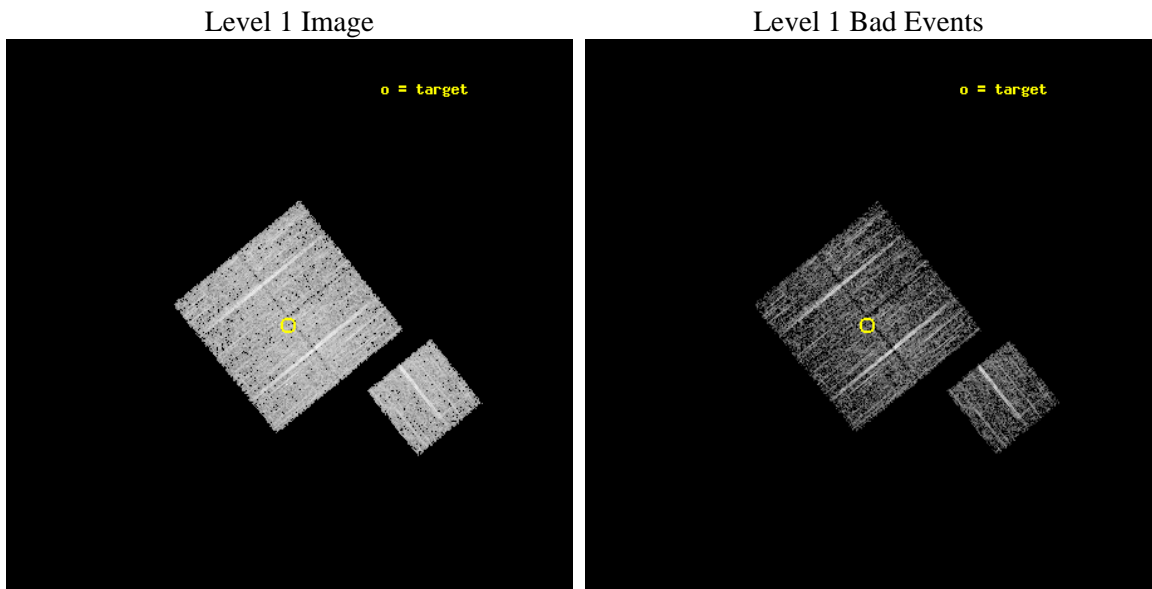 Level 1 Image
Level 1 Bad Events
o = target
o = target